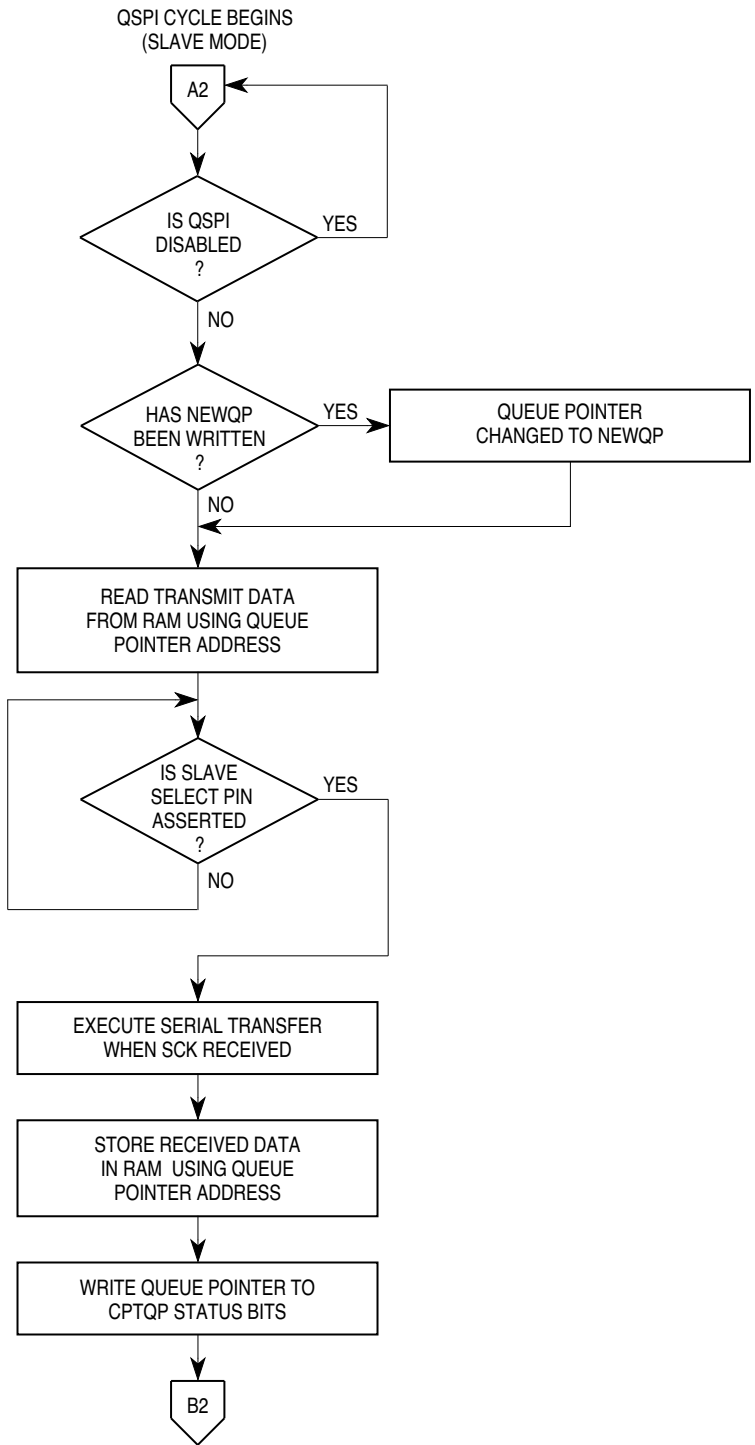 QSPI CYCLE BEGINS
(SLAVE MODE)
A2
IS QSPI
DISABLED
?
YES
NO
HAS NEWQP
BEEN WRITTEN
?
YES
QUEUE POINTER
CHANGED TO NEWQP
NO
READ TRANSMIT DATA
FROM RAM USING QUEUE
POINTER ADDRESS
IS SLAVE
SELECT PIN
ASSERTED
?
YES
NO
EXECUTE SERIAL TRANSFER
WHEN SCK RECEIVED
STORE RECEIVED DATA
IN RAM  USING QUEUE
POINTER ADDRESS
WRITE QUEUE POINTER TO
CPTQP STATUS BITS
B2